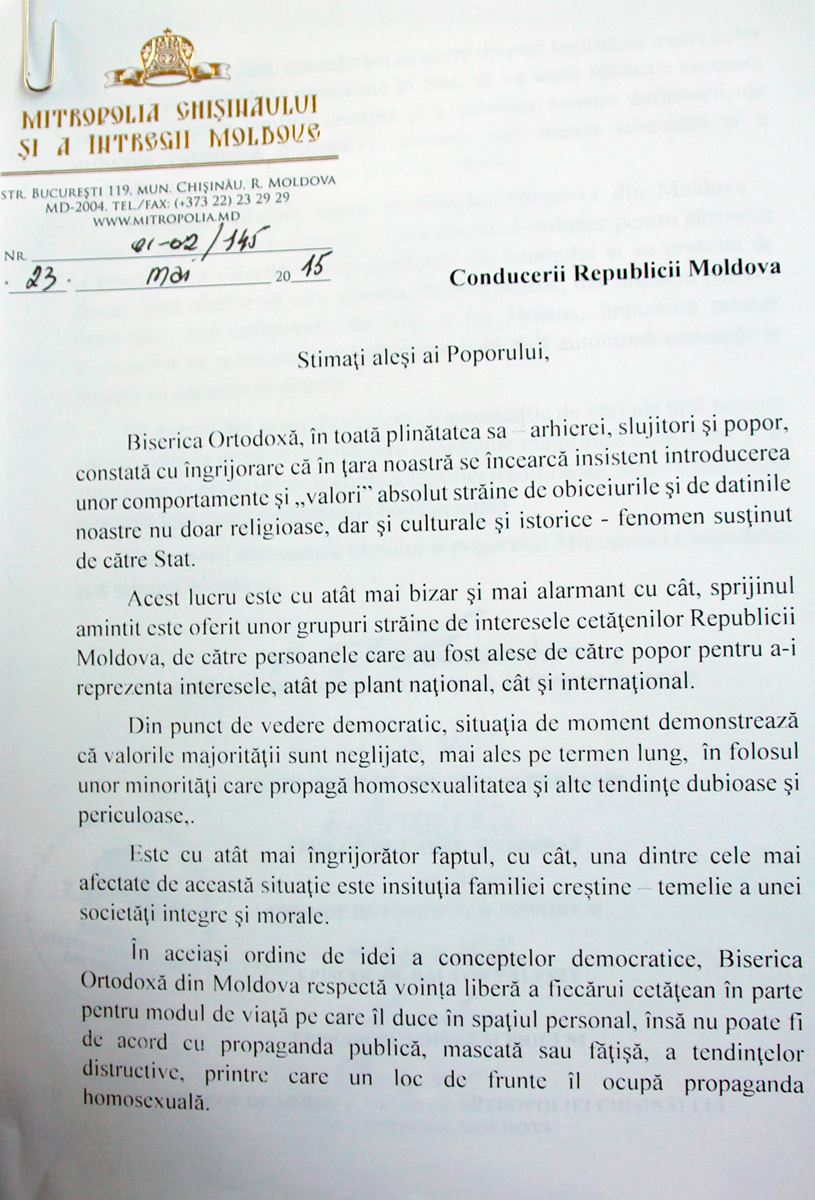 MITROPOLIA CHIȘINĂULUI
ȘI A ÎNTREGII MOLDOVE
STR. BUCUREȘTI 119, MUN. CHIȘINĂU, R. MOLDOVA
MD-2004, TEL./FAX: (+373 22) 23 29 29
WWW.MITROPOLIA.MD
NR. 01-02/145
23 mai 2015
Conducerii Republicii Moldova
Stimaţi aleşi ai Poporului,
Biserica Ortodoxă, în toată plinătatea sa – arhierei, slujitori şi popor,
constată cu îngrijorare că în ţara noastră se încearcă insistent introducerea
unor comportamente şi „valori” absolut străine de obiceiurile şi de datinile
noastre nu doar religioase, dar şi culturale şi istorice - fenomen susţinut
de către Stat.
Acest lucru este cu atât mai bizar şi mai alarmant cu cât, sprijinul
amintit este oferit unor grupuri străine de interesele cetăţenilor Republicii
Moldova, de către persoanele care au fost alese de către popor pentru a-i
reprezenta interesele, atât pe plant naţional, cât şi internaţional.
Din punct de vedere democratic, situaţia de moment demonstrează
că valorile majorităţii sunt neglijate, mai ales pe termen lung, în folosul
unor minorităţi care propagă homosexualitatea şi alte tendinţe dubioase şi
periculoase,.
Este cu atât mai îngrijorător faptul, cu cât, una dintre cele mai
afectate de această situaţie este insituţia familiei creştine – temelie a unei
societăţi integre şi morale.
În aceiaşi ordine de idei a conceptelor democratice, Biserica
Ortodoxă din Moldova respectă voinţa liberă a fiecărui cetăţean în parte
pentru modul de viaţă pe care îl duce în spaţiul personal, însă nu poate fi
de acord cu propaganda publică, mascată sau făţişă, a tendinţelor
distructive, printre care un loc de frunte îl ocupă propaganda
homosexuală.